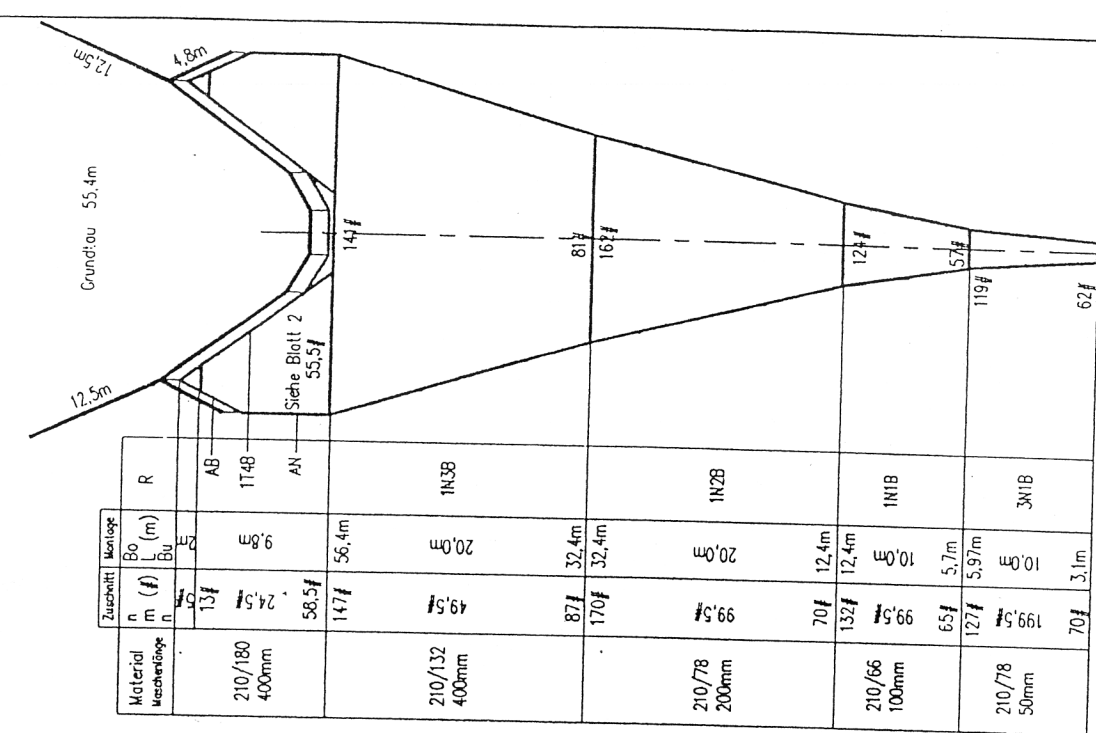 12,5m
4,8m
Grundtau 55,4m
12,5m
Siehe Blatt 2
55,5#
141#
81#
162#
124#
57#
119#
62#
Zuschnitt Montage
Material
Maschenlänge
n
m (#)
n
Bo
L (m)
Bu
R
5#
2m
AB
1T4B
AN
210/180
400mm
13#
24,5#
58,5#
9,8m
210/132
400mm
147#
49,5#
87#
56,4m
20,0m
32,4m
1N3B
210/78
200mm
170#
99,5#
70#
32,4m
20,0m
12,4m
1N2B
210/66
100mm
132#
99,5#
65#
12,4m
10,0m
5,7m
1N1B
210/78
50mm
127#
199,5#
70#
5,97m
10,0m
3,1m
3N1B